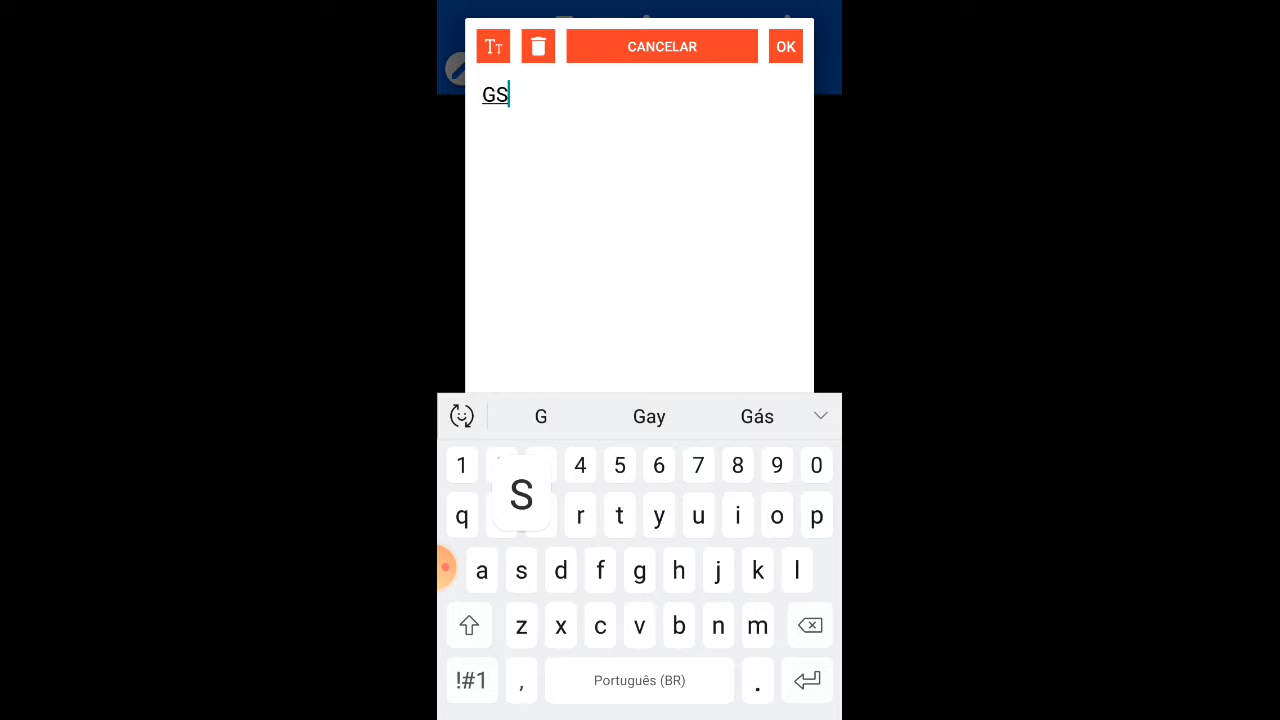 Tт CANCELAR OK
GS
G Gay Gás
S
1 4 5 6 7 8 9 0
q r t y u i o p
a s d f g h j k l
z x c v b n m
!#1 , Português (BR) .